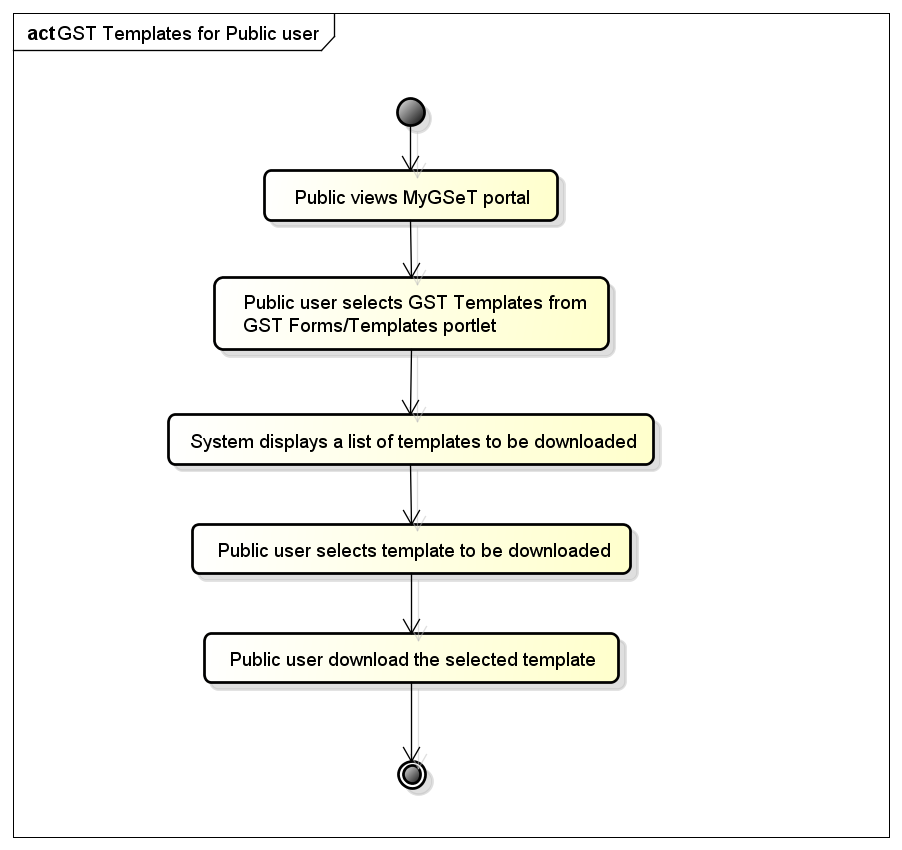 act GST Templates for Public user
Public views MyGSeT portal
Public user selects GST Templates from
GST Forms/Templates portlet
System displays a list of templates to be downloaded
Public user selects template to be downloaded
Public user download the selected template